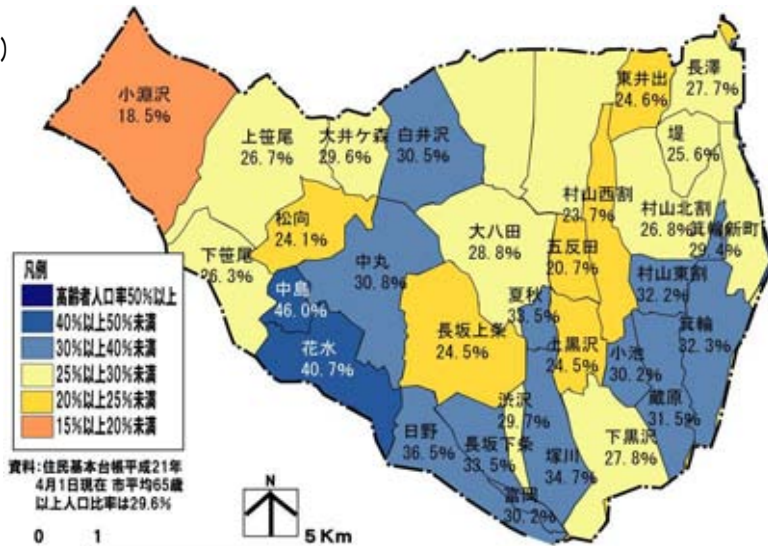 )
小淵沢
18.5%
上笹尾
26.7%
大井ケ森
29.6%
白井沢
30.5%
東井出
24.6%
長澤
27.7%
堤
25.6%
村山西割
23.7%
村山北割
26.8%
箕輪新町
29.4%
松向
24.1%
下笹尾
26.3%
中丸
30.8%
大八田
28.8%
五反田
20.7%
村山東割
32.2%
中島
46.0%
夏秋
33.5%
箕輪
32.3%
花水
40.7%
長坂上条
24.5%
上黒沢
24.5%
小池
30.2%
蔵原
31.5%
渋沢
29.7%
日野
36.5%
長坂下条
33.5%
塚川
34.7%
下黒沢
27.8%
富岡
30.2%
凡例
高齢者人口率50%以上
40%以上50%未満
30%以上40%未満
25%以上30%未満
20%以上25%未満
15%以上20%未満
資料:住民基本台帳平成21年
4月1日現在 市平均65歳
以上人口比率は29.6%
N
0 1 5Km